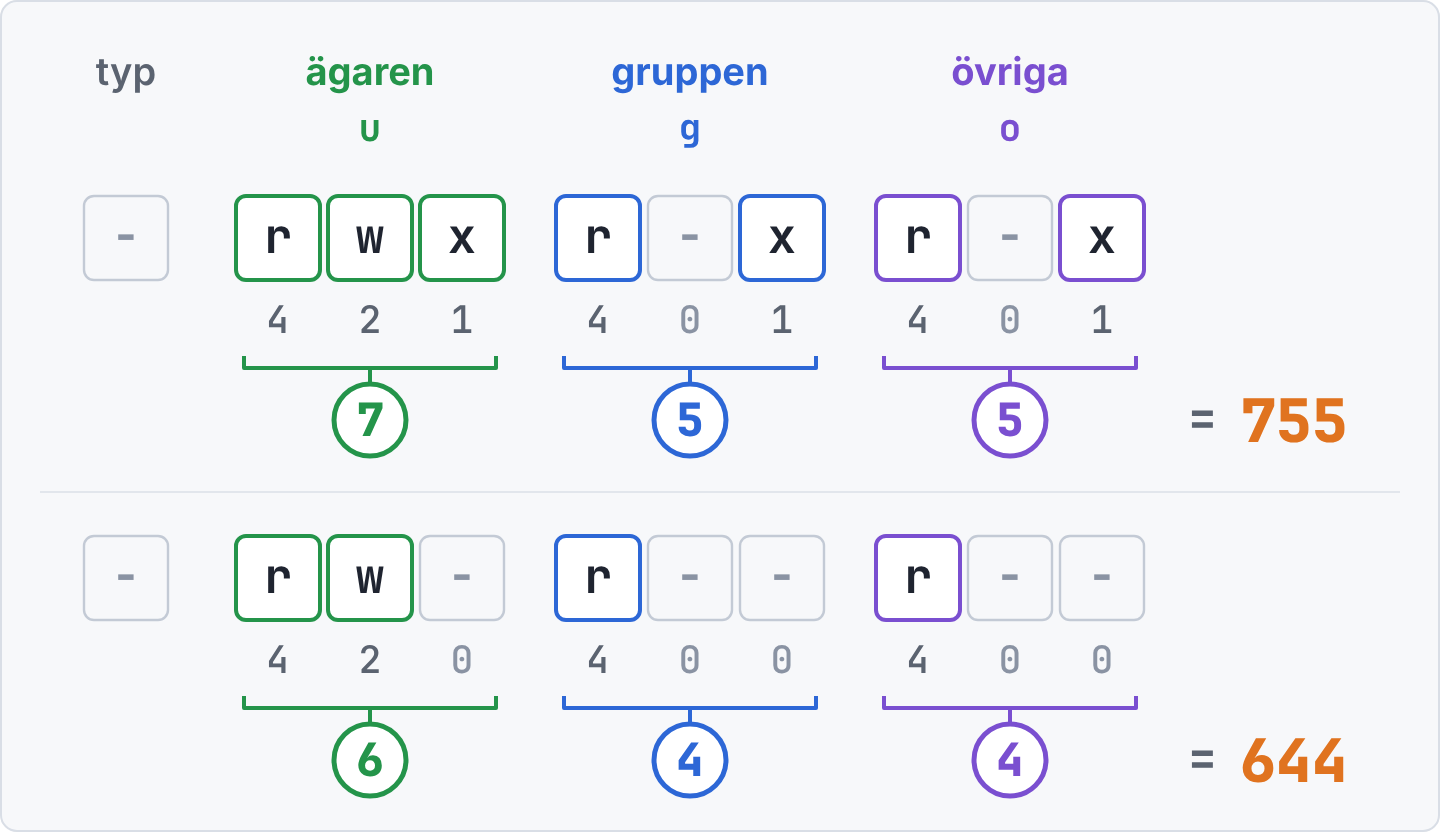 typ ägaren gruppen övriga
u g o
- r w x r - x r - x
4 2 1 4 0 1 4 0 1
7 5 5 = 755
- r w - r - - r - -
4 2 0 4 0 0 4 0 0
6 4 4 = 644